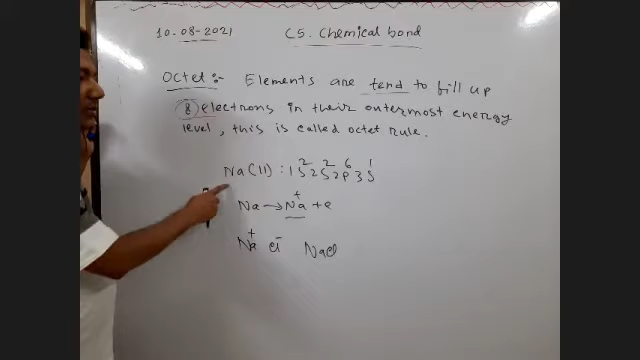 10-08-2021 C5. Chemical bond
Octet:- Elements are tend to fill up
8 electrons in their outermost energy
level, this is called octet rule.
Na(11) : 1s² 2s² 2p⁶ 3s¹
Na → Na⁺ + e
Na⁺ Cl⁻ NaCl